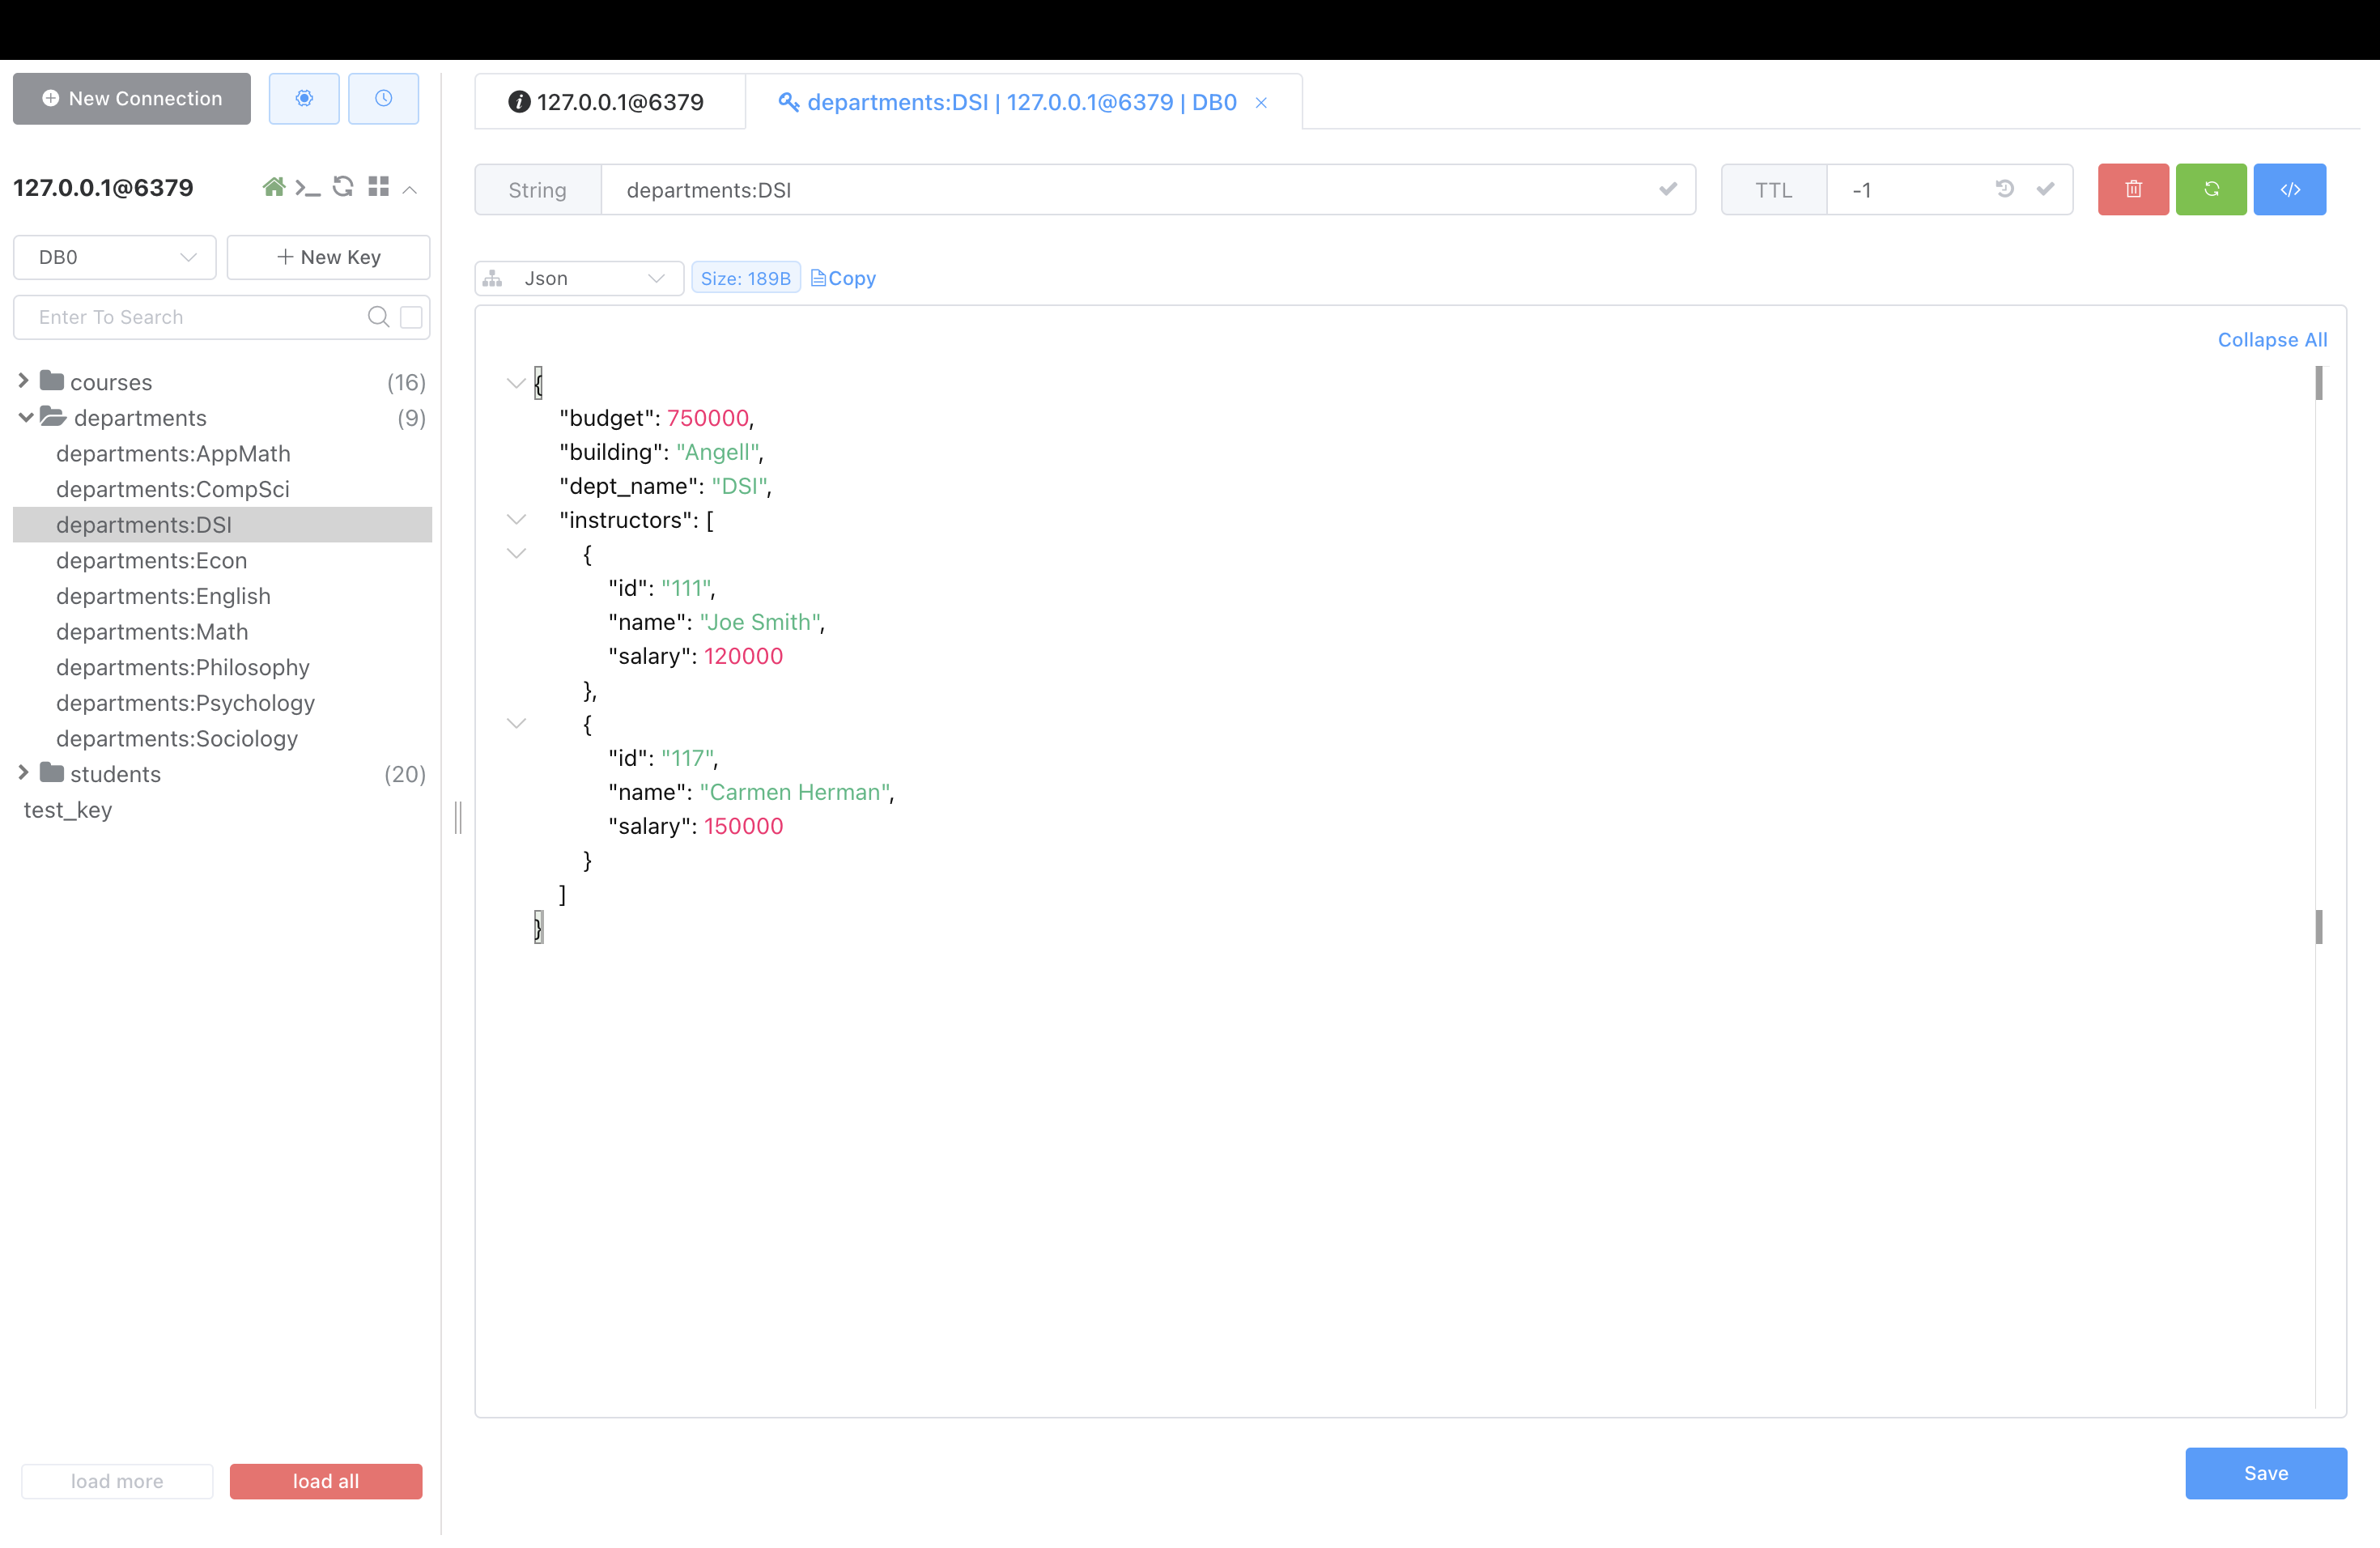 New Connection
127.0.0.1@6379
DB0
New Key
Enter To Search
courses (16)
departments (9)
departments:AppMath
departments:CompSci
departments:DSI
departments:Econ
departments:English
departments:Math
departments:Philosophy
departments:Psychology
departments:Sociology
students (20)
test_key
load more
load all
127.0.0.1@6379
departments:DSI | 127.0.0.1@6379 | DB0
String departments:DSI
TTL -1
Json
Size: 189B
Copy
Collapse All
{
"budget": 750000,
"building": "Angell",
"dept_name": "DSI",
"instructors": [
{
"id": "111",
"name": "Joe Smith",
"salary": 120000
},
{
"id": "117",
"name": "Carmen Herman",
"salary": 150000
}
]
}
Save